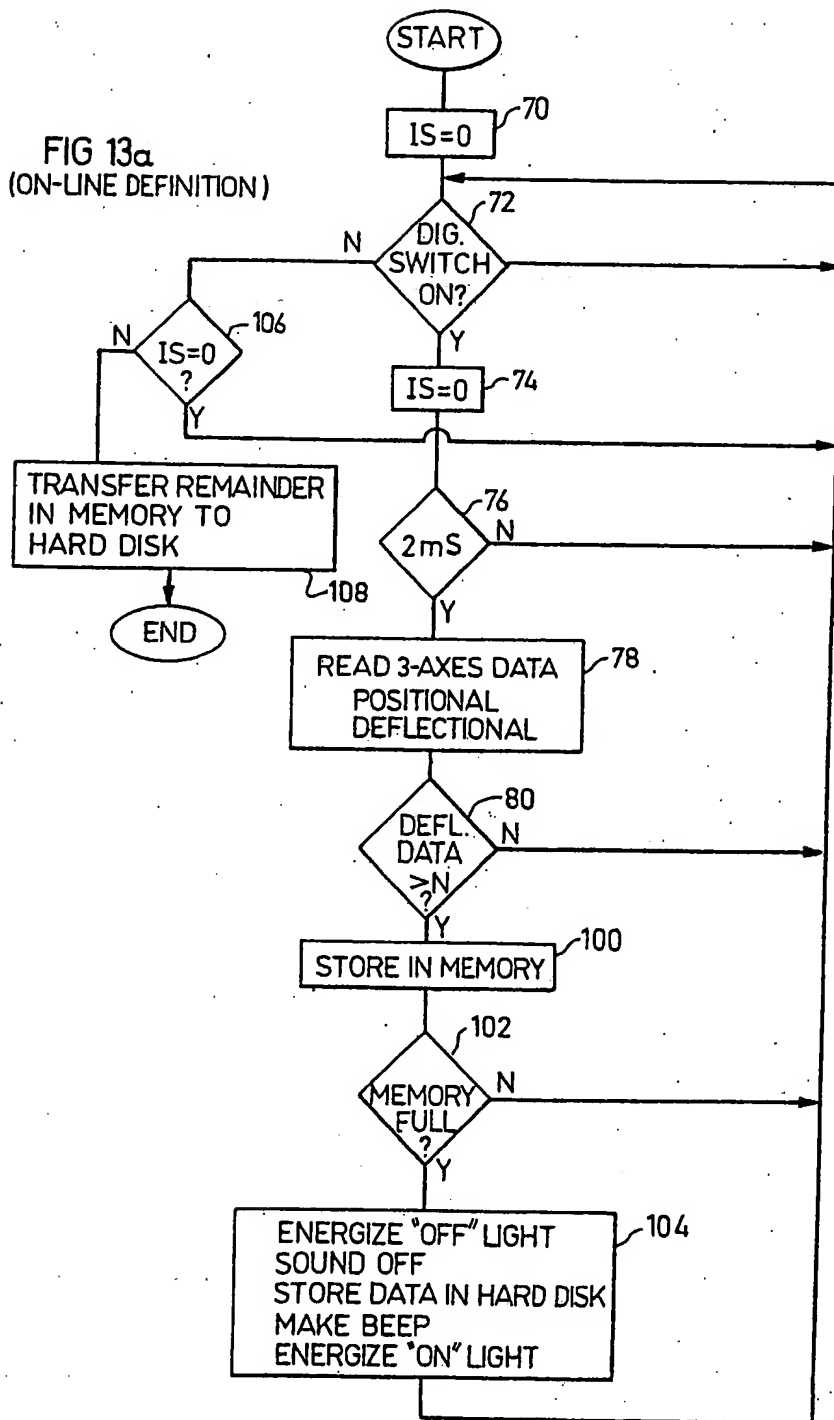 START
IS=0
70
FIG 13a
(ON-LINE DEFINITION)
72
N
DIG.
SWITCH
ON?
Y
106
N
IS=0
?
Y
IS=0
74
TRANSFER REMAINDER
IN MEMORY TO
HARD DISK
108
END
76
2mS
N
Y
READ 3-AXES DATA
POSITIONAL
DEFLECTIONAL
78
80
DEFL.
DATA
>N
?
N
Y
STORE IN MEMORY
100
102
MEMORY
FULL
?
N
Y
ENERGIZE "OFF" LIGHT
SOUND OFF
STORE DATA IN HARD DISK
MAKE BEEP
ENERGIZE "ON" LIGHT
104